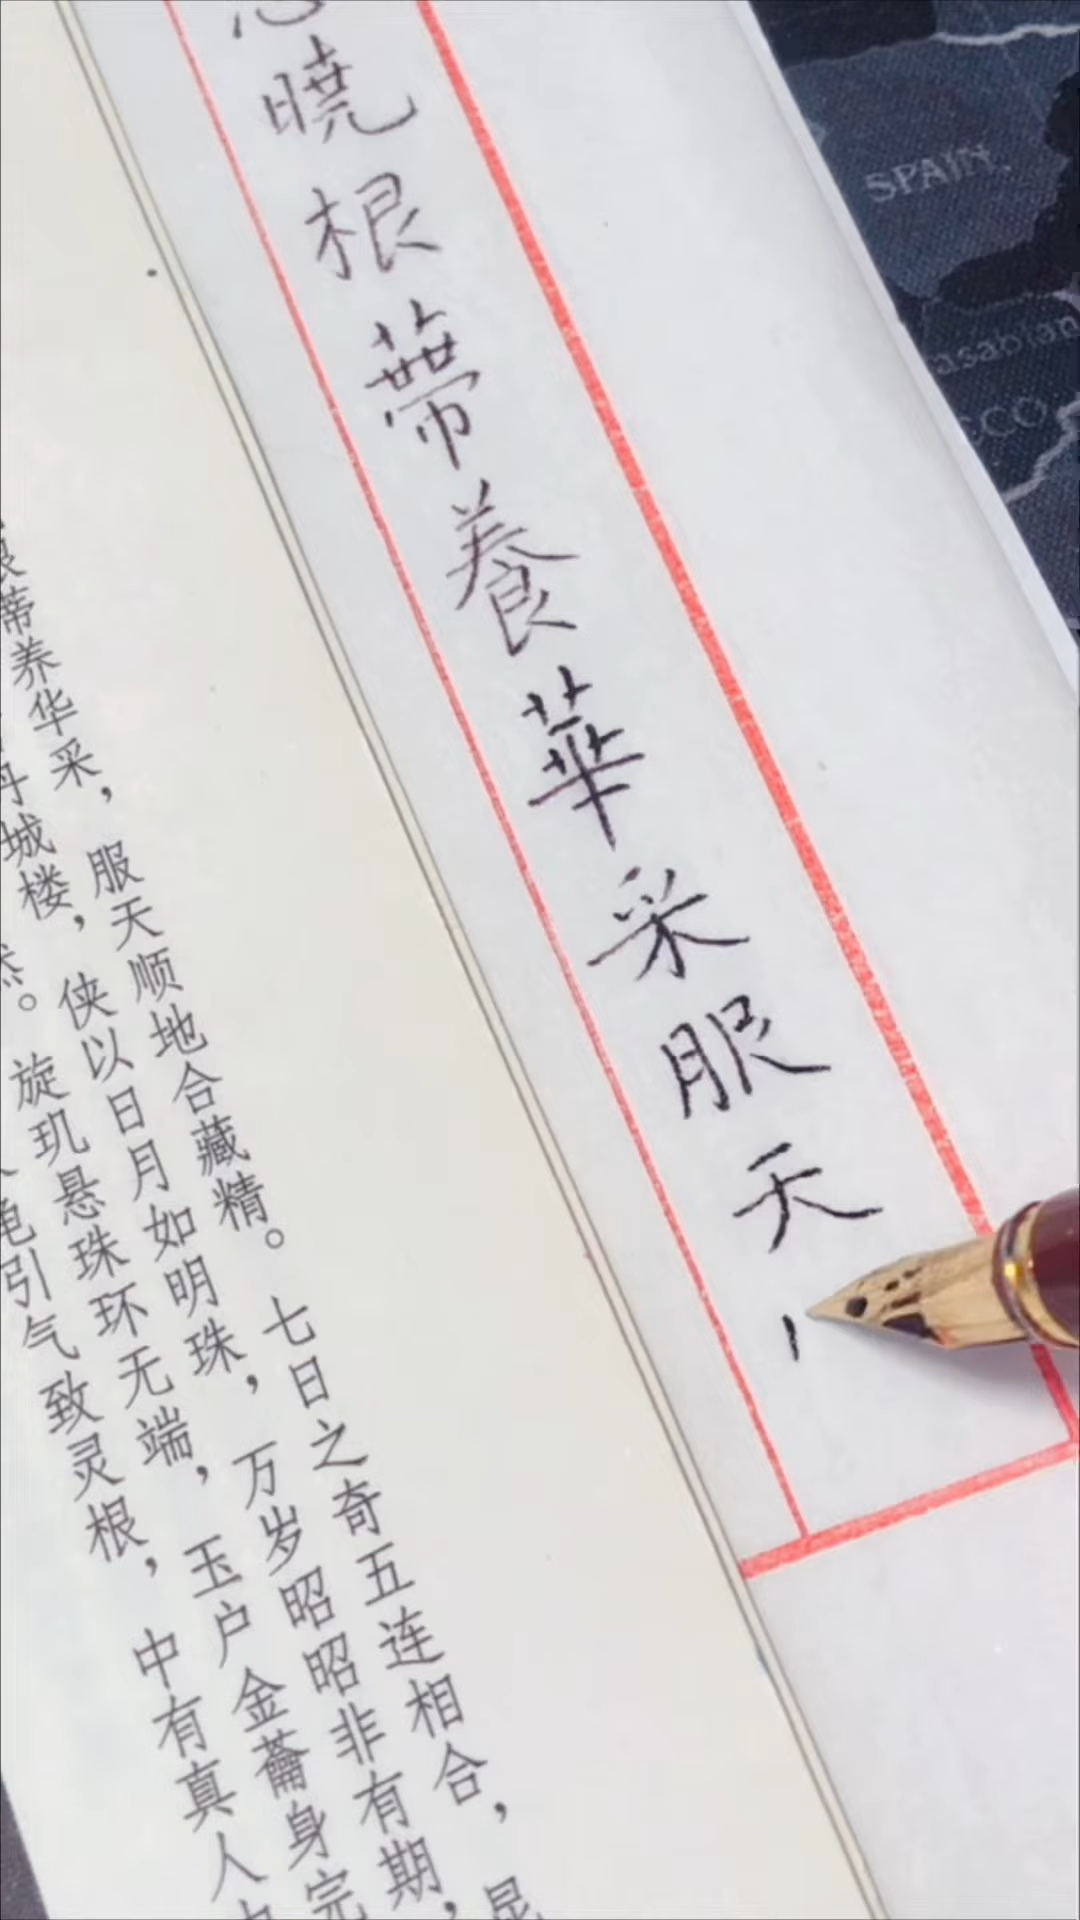 曉根蔕養華采服天
根蒂养华采，服天顺地合藏精。七日之奇五连相合，
丹城楼，侠以日月如明珠，万岁昭昭非有期，
旋玑悬珠环无端，玉户金籥身完
龟引气致灵根，中有真人
SPAIN